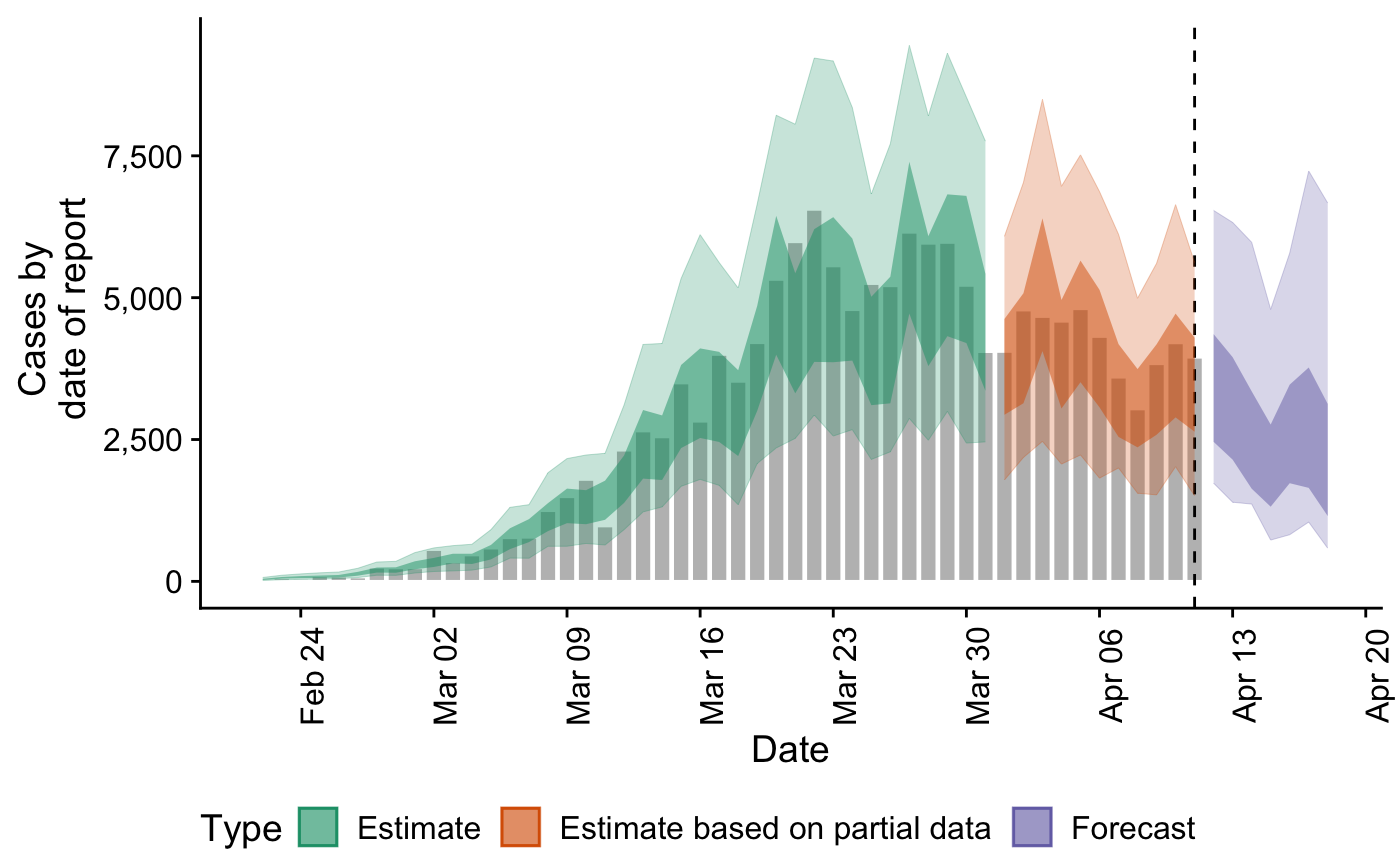 7,500
5,000
2,500
0
Cases by
date of report
Feb 24
Mar 02
Mar 09
Mar 16
Mar 23
Mar 30
Apr 06
Apr 13
Apr 20
Date
Type Estimate Estimate based on partial data Forecast